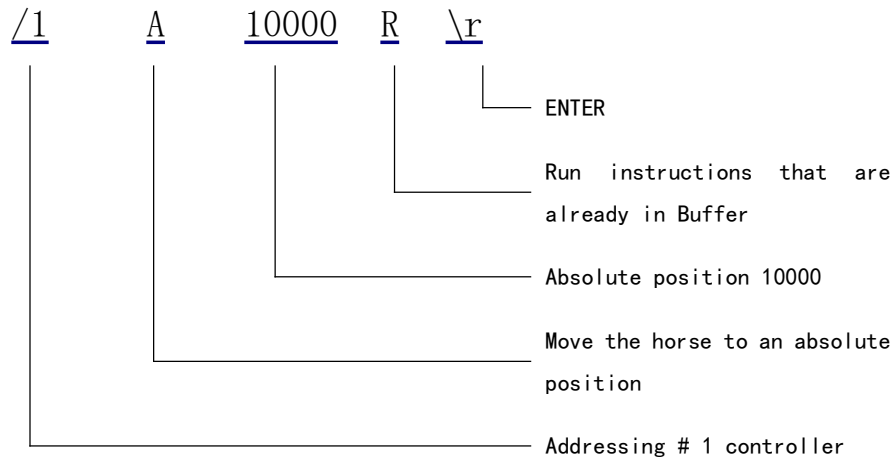 /1 A 10000 R \r
ENTER
Run instructions that are
already in Buffer
Absolute position 10000
Move the horse to an absolute
position
Addressing # 1 controller